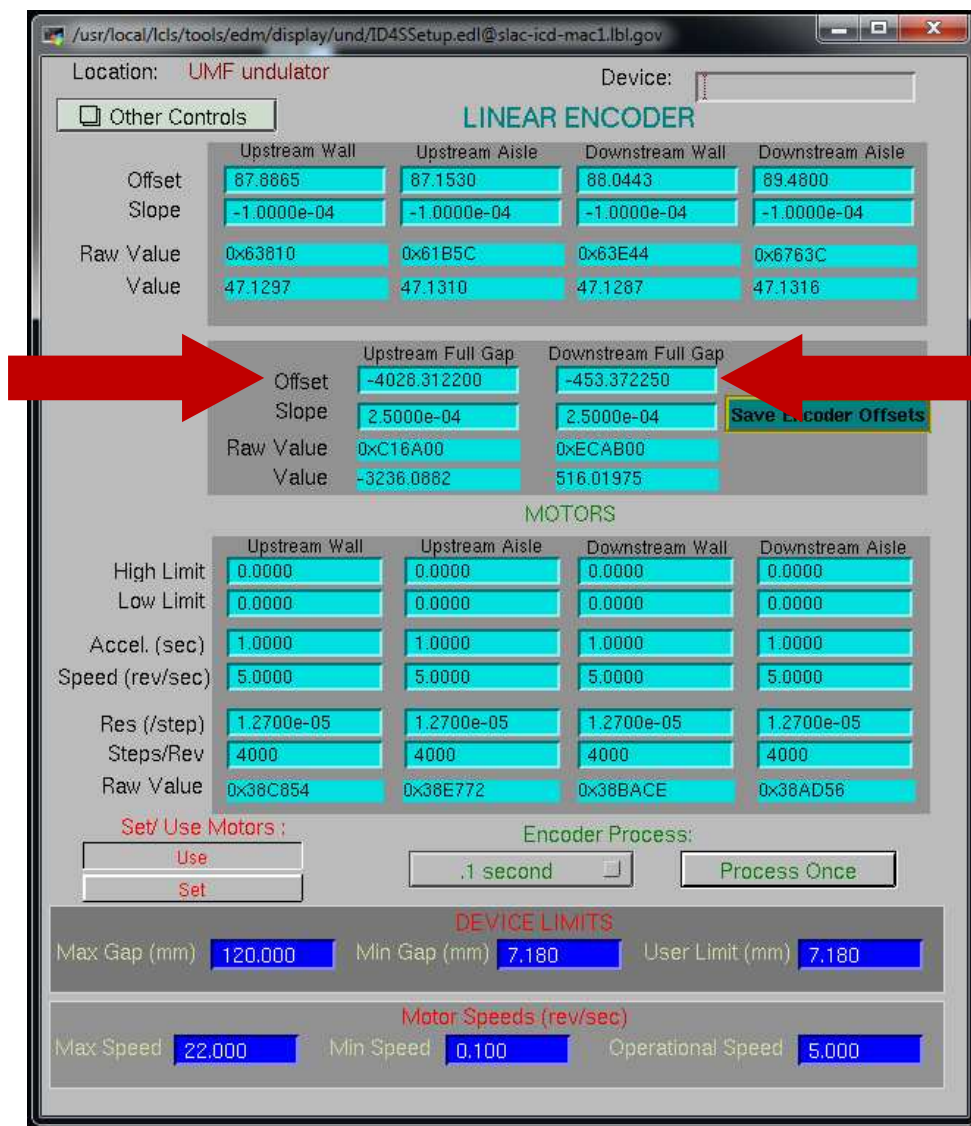 /usr/local/lcls/tools/edm/display/und/ID4SSetup.edl@slac-icd-mac1.lbl.gov
Location: UMF undulator Device:
Other Controls LINEAR ENCODER
Upstream Wall Upstream Aisle Downstream Wall Downstream Aisle
Offset 87.8865 87.1530 88.0443 89.4800
Slope -1.0000e-04 -1.0000e-04 -1.0000e-04 -1.0000e-04
Raw Value 0x63810 0x61B5C 0x63E44 0x6763C
Value 47.1297 47.1310 47.1287 47.1316
Upstream Full Gap Downstream Full Gap
Offset -4028.312200 -453.372250
Slope 2.5000e-04 2.5000e-04 Save Encoder Offsets
Raw Value 0xC16A00 0xECAB00
Value -3236.0882 516.01975
MOTORS
Upstream Wall Upstream Aisle Downstream Wall Downstream Aisle
High Limit 0.0000 0.0000 0.0000 0.0000
Low Limit 0.0000 0.0000 0.0000 0.0000
Accel. (sec) 1.0000 1.0000 1.0000 1.0000
Speed (rev/sec) 5.0000 5.0000 5.0000 5.0000
Res (/step) 1.2700e-05 1.2700e-05 1.2700e-05 1.2700e-05
Steps/Rev 4000 4000 4000 4000
Raw Value 0x38C854 0x38E772 0x38BACE 0x38AD56
Set/ Use Motors : Encoder Process:
Use .1 second Process Once
Set
DEVICE LIMITS
Max Gap (mm) 120.000 Min Gap (mm) 7.180 User Limit (mm) 7.180
Motor Speeds (rev/sec)
Max Speed 22.000 Min Speed 0.100 Operational Speed 5.000